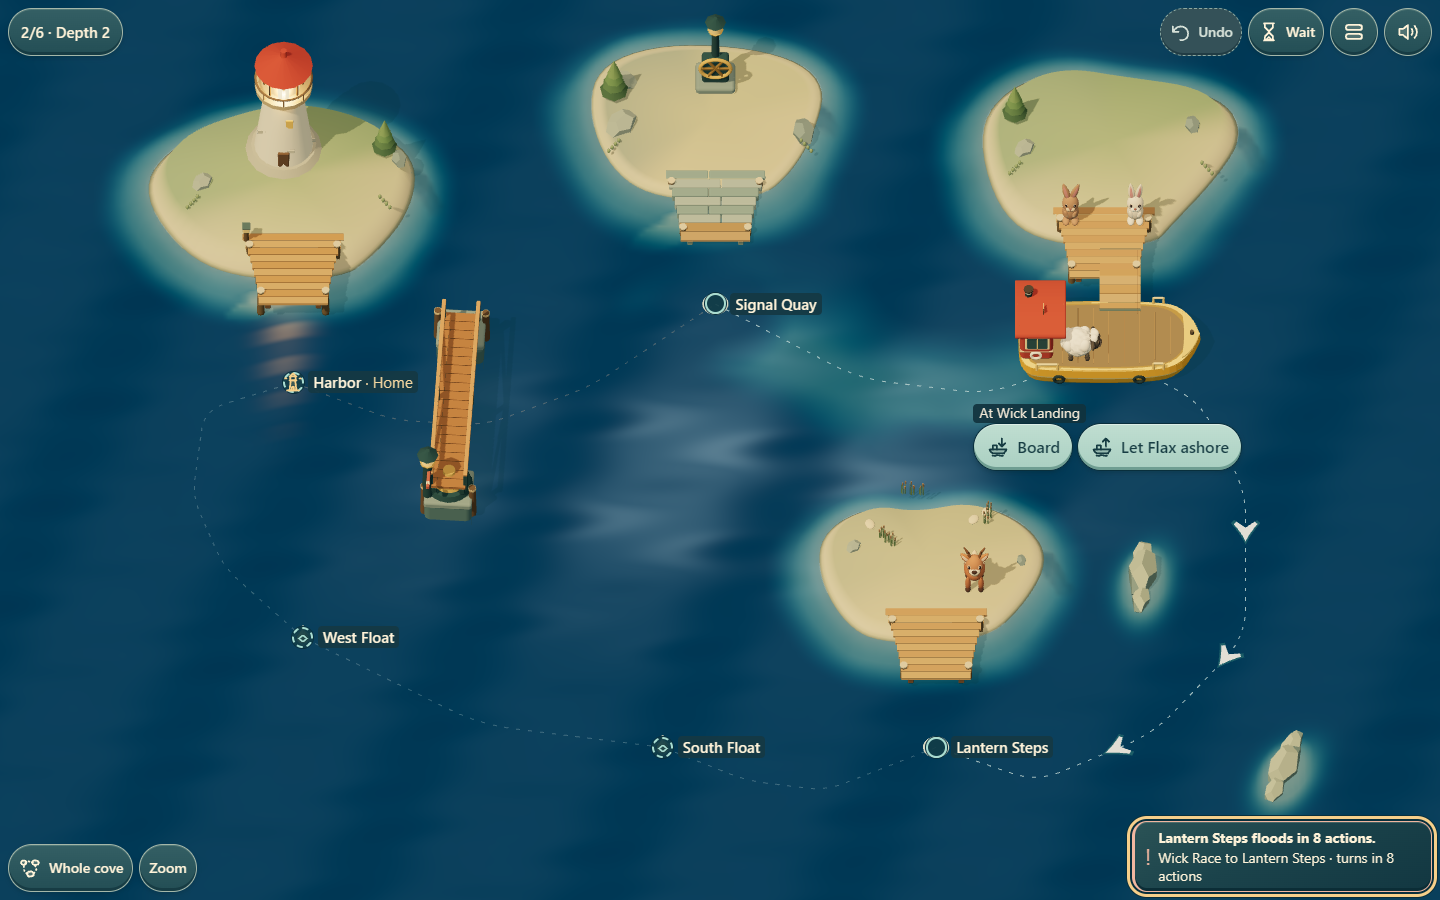 2/6 · Depth 2
Undo
Wait
Signal Quay
Harbor · Home
At Wick Landing
Board
Let Flax ashore
West Float
South Float
Lantern Steps
Whole cove
Zoom
Lantern Steps floods in 8 actions.
! Wick Race to Lantern Steps · turns in 8
actions